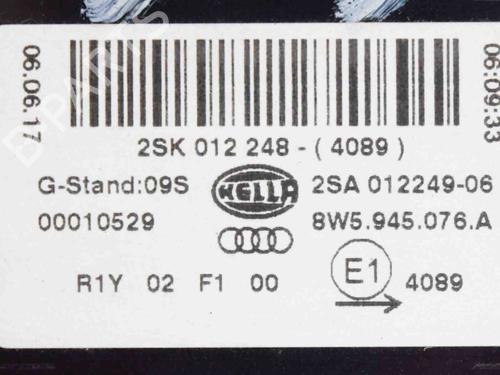 06.06.17
06:09:33
2SK 012 248 - ( 4089 )
G-Stand:09S HELLA 2SA 012249-06
00010529 8W5.945.076.A
R1Y 02 F1 00 E1 4089
B-PARTS